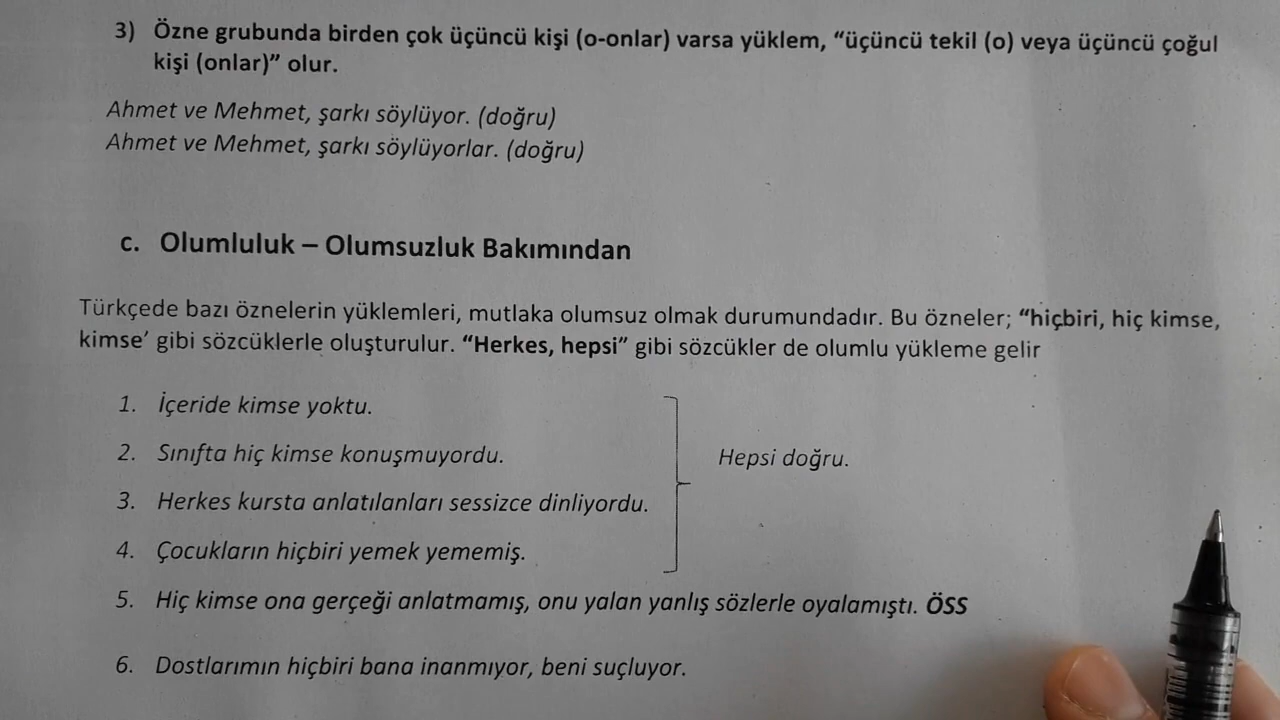 3) Özne grubunda birden çok üçüncü kişi (o-onlar) varsa yüklem, “üçüncü tekil (o) veya üçüncü çoğul
kişi (onlar)” olur.
Ahmet ve Mehmet, şarkı söylüyor. (doğru)
Ahmet ve Mehmet, şarkı söylüyorlar. (doğru)
c. Olumluluk – Olumsuzluk Bakımından
Türkçede bazı öznelerin yüklemleri, mutlaka olumsuz olmak durumundadır. Bu özneler; “hiçbiri, hiç kimse,
kimse’ gibi sözcüklerle oluşturulur. “Herkes, hepsi” gibi sözcükler de olumlu yükleme gelir
1. İçeride kimse yoktu.
2. Sınıfta hiç kimse konuşmuyordu.
Hepsi doğru.
3. Herkes kursta anlatılanları sessizce dinliyordu.
4. Çocukların hiçbiri yemek yememiş.
5. Hiç kimse ona gerçeği anlatmamış, onu yalan yanlış sözlerle oyalamıştı. ÖSS
6. Dostlarımın hiçbiri bana inanmıyor, beni suçluyor.